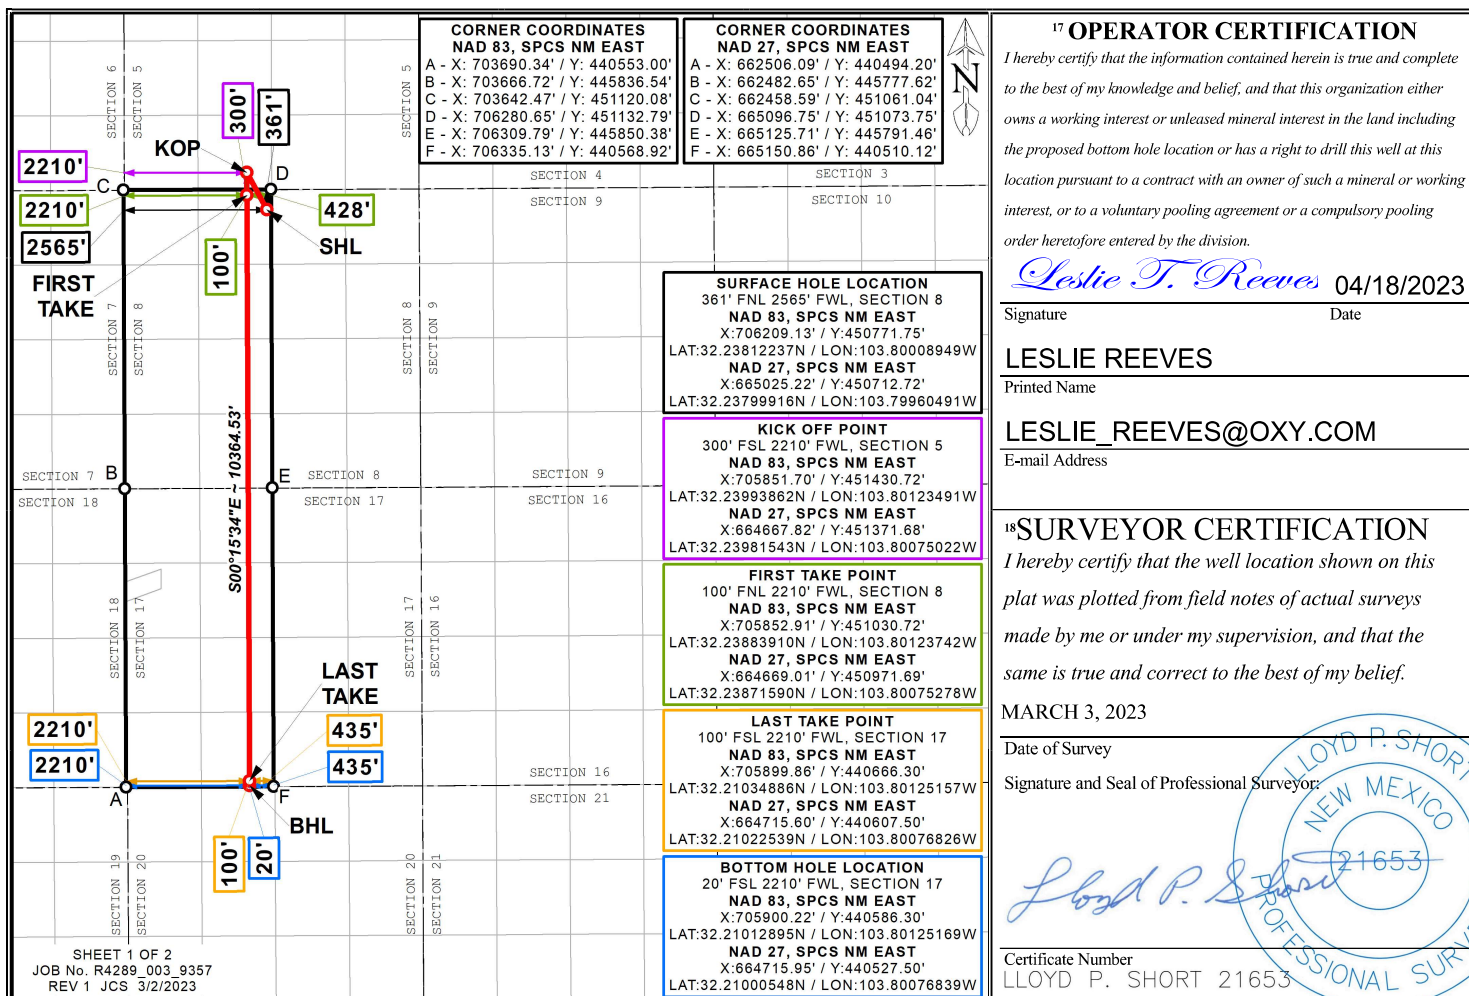 CORNER COORDINATES
NAD 83, SPCS NM EAST
A - X: 703690.34' / Y: 440553.00'
B - X: 703666.72' / Y: 445836.54'
C - X: 703642.47' / Y: 451120.08'
D - X: 706280.65' / Y: 451132.79'
E - X: 706309.79' / Y: 445850.38'
F - X: 706335.13' / Y: 440568.92'
CORNER COORDINATES
NAD 27, SPCS NM EAST
A - X: 662506.09' / Y: 440494.20'
B - X: 662482.65' / Y: 445777.62'
C - X: 662458.59' / Y: 451061.04'
D - X: 665096.75' / Y: 451073.75'
E - X: 665125.71' / Y: 445791.46'
F - X: 665150.86' / Y: 440510.12'
N
SECTION 6
SECTION 5
SECTION 5
300'
361'
KOP
2210'
C
D
2210'
428'
2565'
SHL
100'
FIRST
TAKE
SECTION 4
SECTION 3
SECTION 9
SECTION 10
SECTION 7
SECTION 8
SECTION 8
SECTION 9
S00°15'34"E ~ 10364.53'
SECTION 7
B
E
SECTION 8
SECTION 9
SECTION 18
SECTION 17
SECTION 16
SECTION 18
SECTION 17
SECTION 17
SECTION 16
LAST
TAKE
2210'
435'
2210'
435'
A
F
SECTION 16
SECTION 21
BHL
100'
20'
SECTION 19
SECTION 20
SECTION 20
SECTION 21
SHEET 1 OF 2
JOB No. R4289_003_9357
REV 1 JCS 3/2/2023
SURFACE HOLE LOCATION
361' FNL 2565' FWL, SECTION 8
NAD 83, SPCS NM EAST
X:706209.13' / Y:450771.75'
LAT:32.23812237N / LON:103.80008949W
NAD 27, SPCS NM EAST
X:665025.22' / Y:450712.72'
LAT:32.23799916N / LON:103.79960491W
KICK OFF POINT
300' FSL 2210' FWL, SECTION 5
NAD 83, SPCS NM EAST
X:705851.70' / Y:451430.72'
LAT:32.23993862N / LON:103.80123491W
NAD 27, SPCS NM EAST
X:664667.82' / Y:451371.68'
LAT:32.23981543N / LON:103.80075022W
FIRST TAKE POINT
100' FNL 2210' FWL, SECTION 8
NAD 83, SPCS NM EAST
X:705852.91' / Y:451030.72'
LAT:32.23883910N / LON:103.80123742W
NAD 27, SPCS NM EAST
X:664669.01' / Y:450971.69'
LAT:32.23871590N / LON:103.80075278W
LAST TAKE POINT
100' FSL 2210' FWL, SECTION 17
NAD 83, SPCS NM EAST
X:705899.86' / Y:440666.30'
LAT:32.21034886N / LON:103.80125157W
NAD 27, SPCS NM EAST
X:664715.60' / Y:440607.50'
LAT:32.21022539N / LON:103.80076826W
BOTTOM HOLE LOCATION
20' FSL 2210' FWL, SECTION 17
NAD 83, SPCS NM EAST
X:705900.22' / Y:440586.30'
LAT:32.21012895N / LON:103.80125169W
NAD 27, SPCS NM EAST
X:664715.95' / Y:440527.50'
LAT:32.21000548N / LON:103.80076839W
17 OPERATOR CERTIFICATION
I hereby certify that the information contained herein is true and complete
to the best of my knowledge and belief, and that this organization either
owns a working interest or unleased mineral interest in the land including
the proposed bottom hole location or has a right to drill this well at this
location pursuant to a contract with an owner of such a mineral or working
interest, or to a voluntary pooling agreement or a compulsory pooling
order heretofore entered by the division.
Leslie T. Reeves 04/18/2023
Signature Date
LESLIE REEVES
Printed Name
LESLIE_REEVES@OXY.COM
E-mail Address
18 SURVEYOR CERTIFICATION
I hereby certify that the well location shown on this
plat was plotted from field notes of actual surveys
made by me or under my supervision, and that the
same is true and correct to the best of my belief.
MARCH 3, 2023
Date of Survey
Signature and Seal of Professional Surveyor:
LLOYD P. SHORT
NEW MEXICO
21653
PROFESSIONAL SURV
Lloyd P. Short
Certificate Number
LLOYD P. SHORT 21653